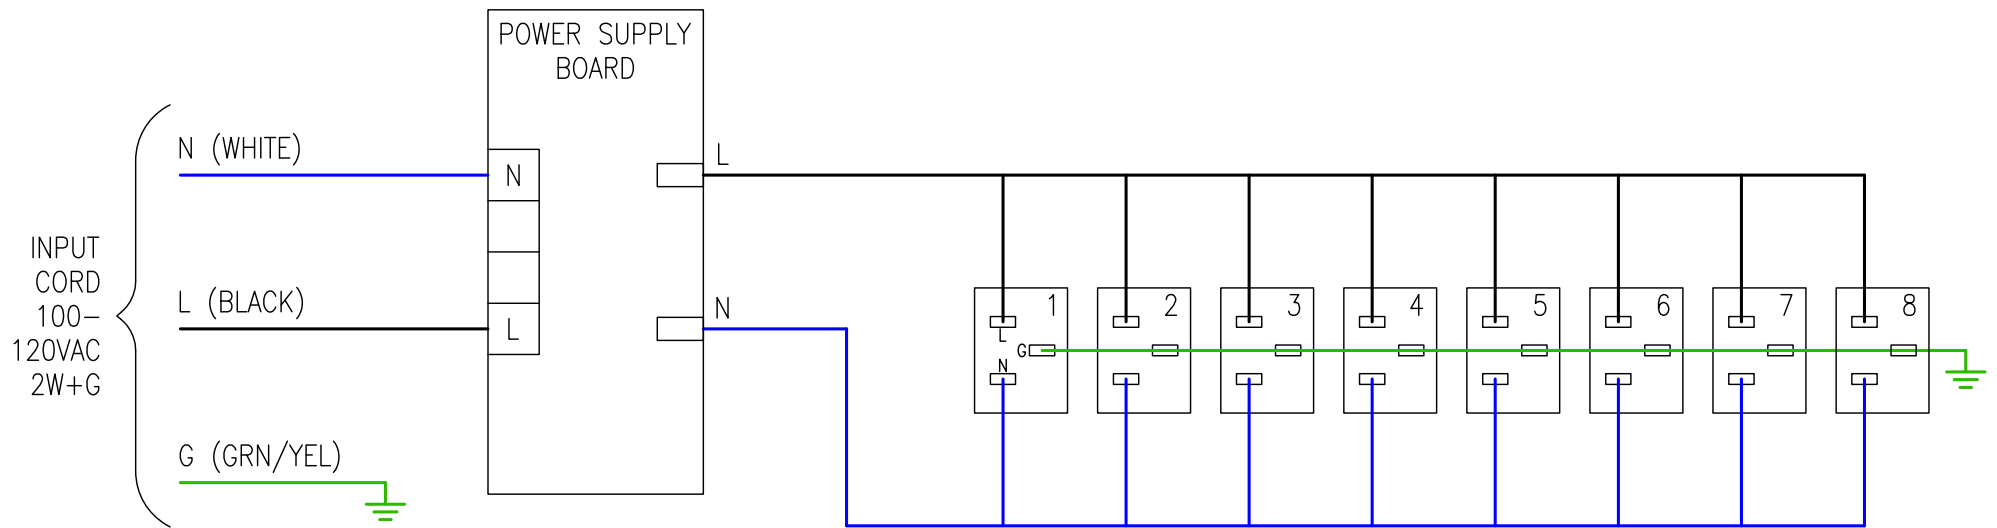 POWER SUPPLY
BOARD
N (WHITE)
L
N
INPUT
CORD
100-
120VAC
2W+G
L (BLACK)
L
N
1
2
3
4
5
6
7
8
L
G
N
G (GRN/YEL)